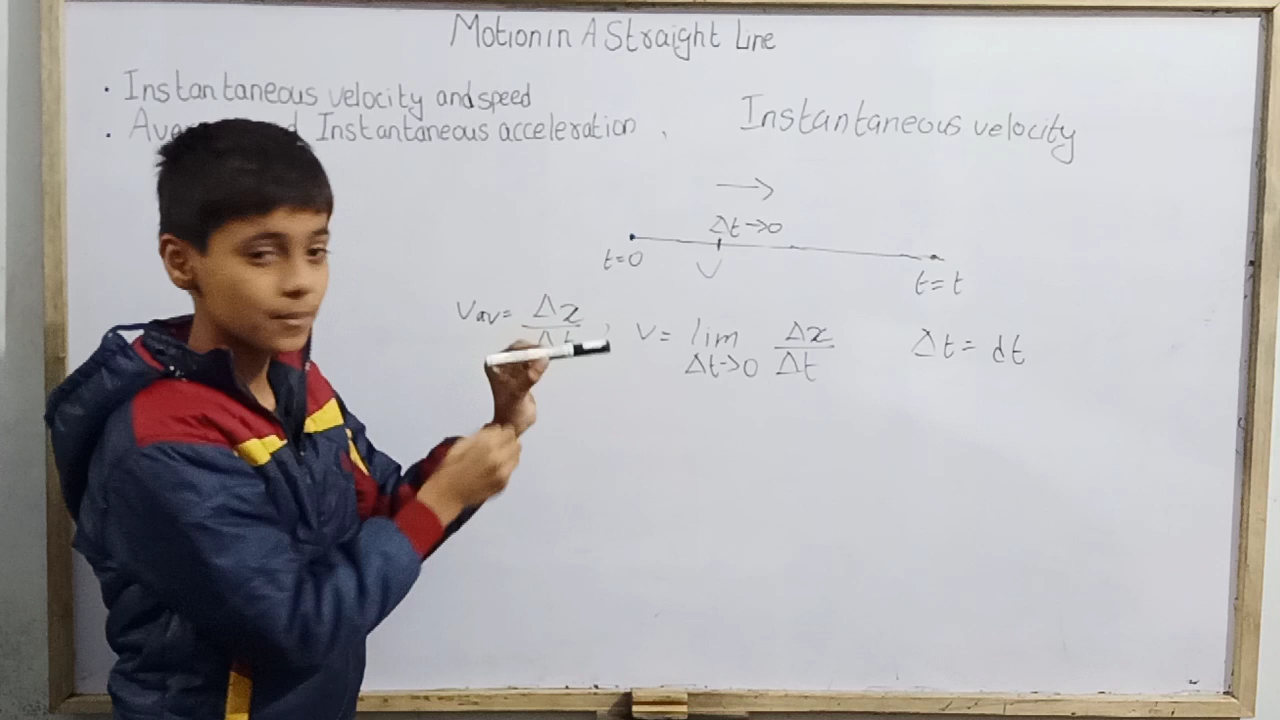 Motion in A Straight Line
· Instantaneous velocity and speed
· Instantaneous acceleration
Instantaneous velocity
→
Δt→0
t=0
V
t=t
Vav= Δx/Δt ; V= lim Δt→0 Δx/Δt Δt= dt